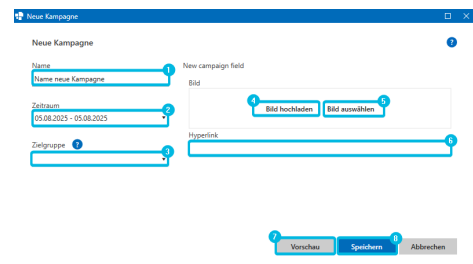 Neue Kampagne
Neue Kampagne
?
Name
1
Name neue Kampagne
New campaign field
Bild
4
Bild hochladen
5
Bild auswählen
Zeitraum
2
05.08.2025 - 05.08.2025
Hyperlink
6
Zielgruppe ?
3
7
Vorschau
8
Speichern
Abbrechen